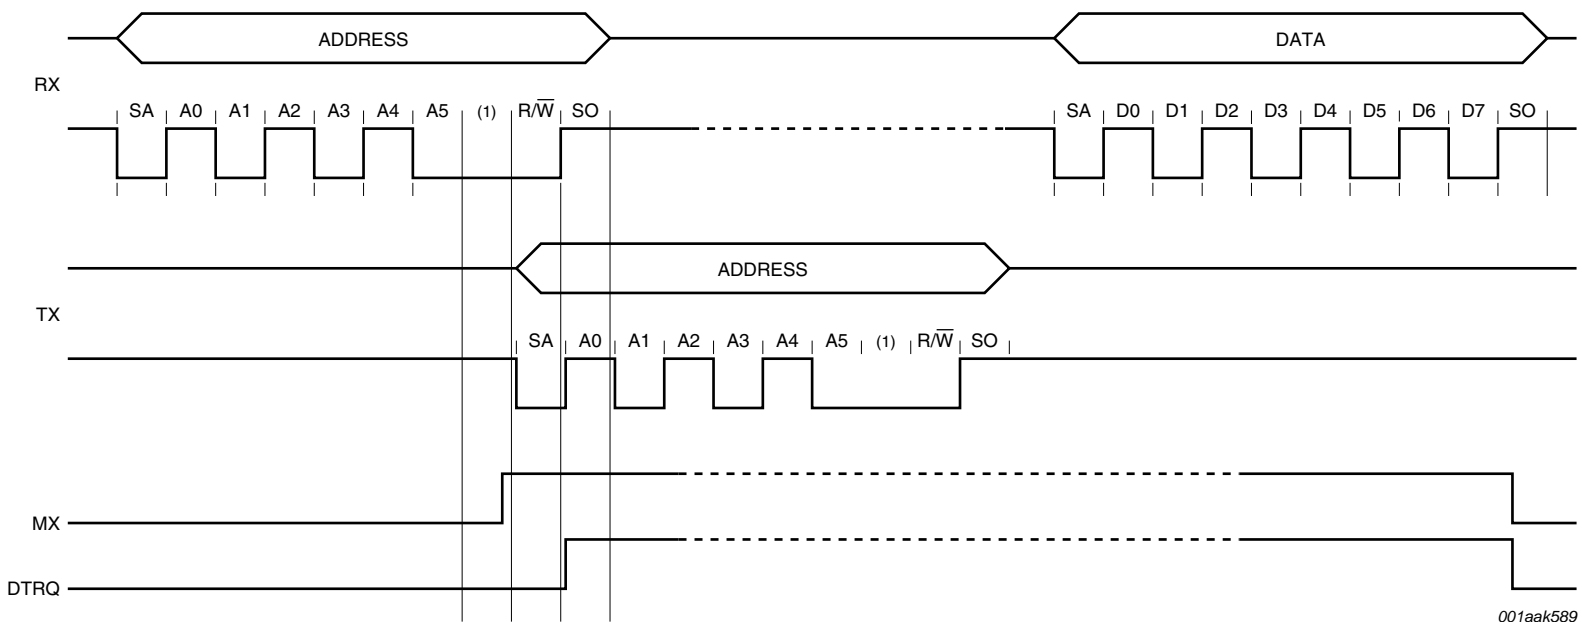 ADDRESS DATA
RX
SA A0 A1 A2 A3 A4 A5 (1) R/W̅ SO SA D0 D1 D2 D3 D4 D5 D6 D7 SO
ADDRESS
TX
SA A0 A1 A2 A3 A4 A5 (1) R/W̅ SO
MX
DTRQ
001aak589